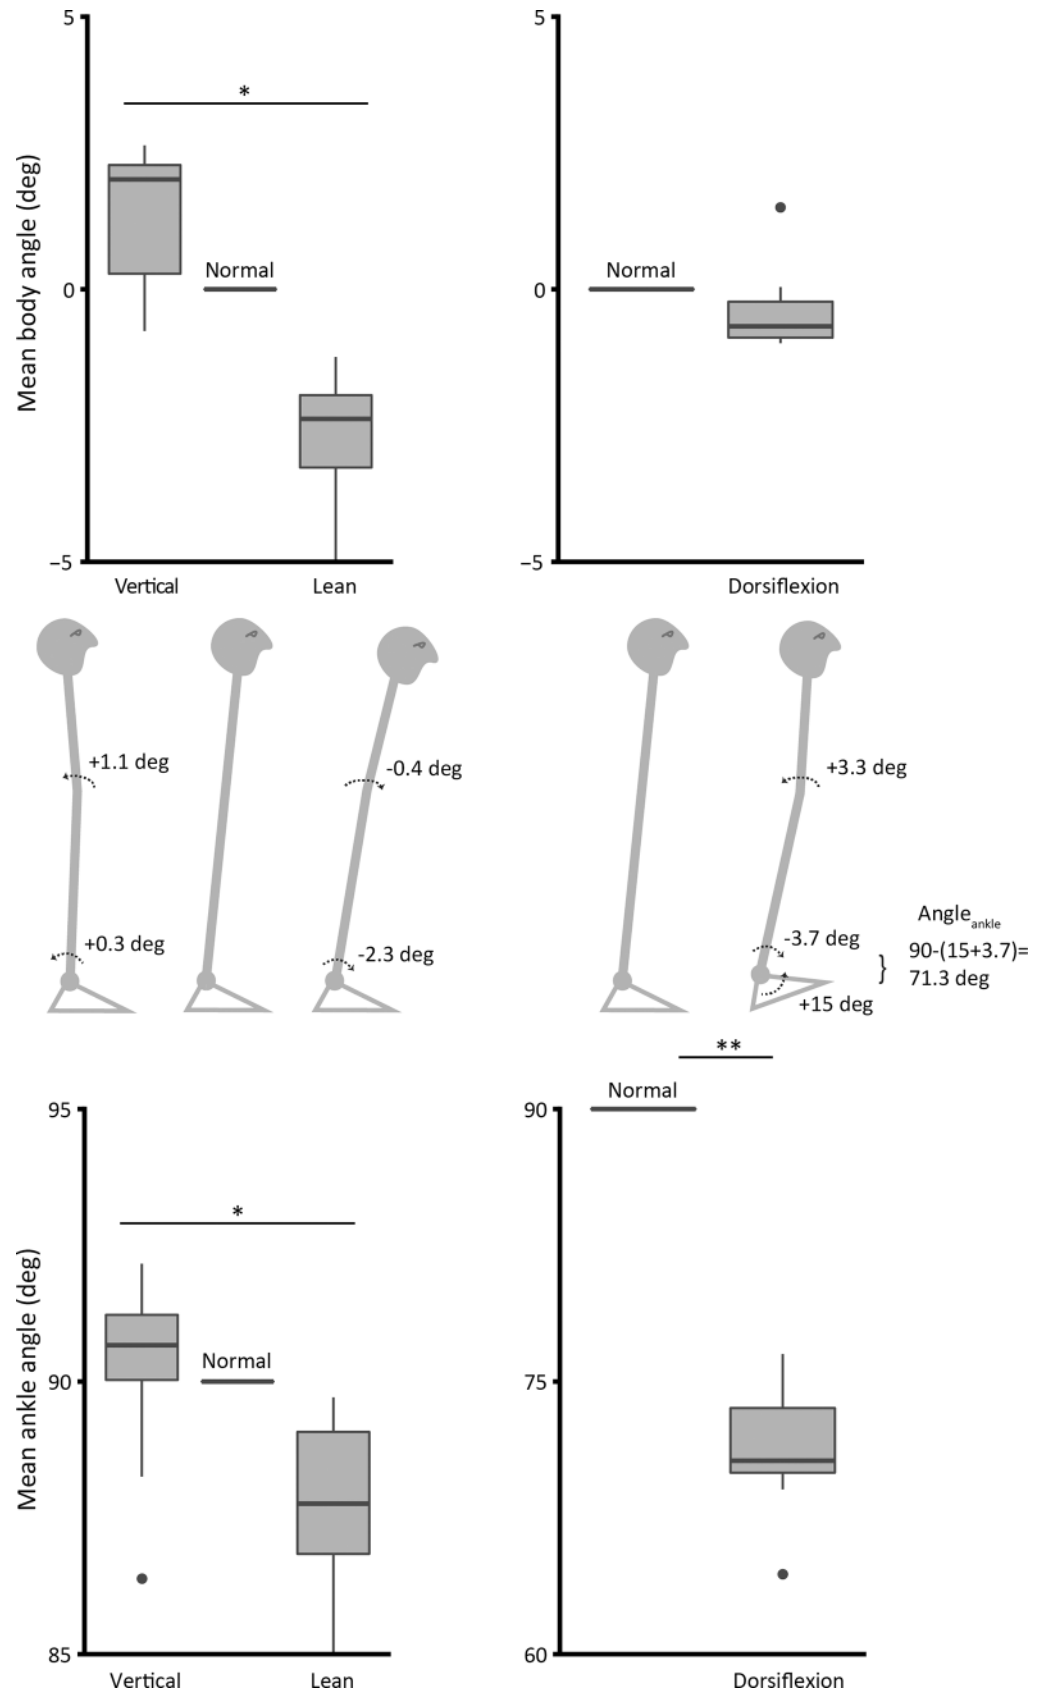 5
*
Mean body angle (deg)
Normal
0
−5
Vertical
Lean
5
Normal
0
−5
Dorsiflexion
+1.1 deg
-0.4 deg
+0.3 deg
-2.3 deg
+3.3 deg
-3.7 deg
+15 deg
}
Angleankle
90-(15+3.7)=
71.3 deg
95
*
Mean ankle angle (deg)
Normal
90
85
Vertical
Lean
**
Normal
90
75
60
Dorsiflexion